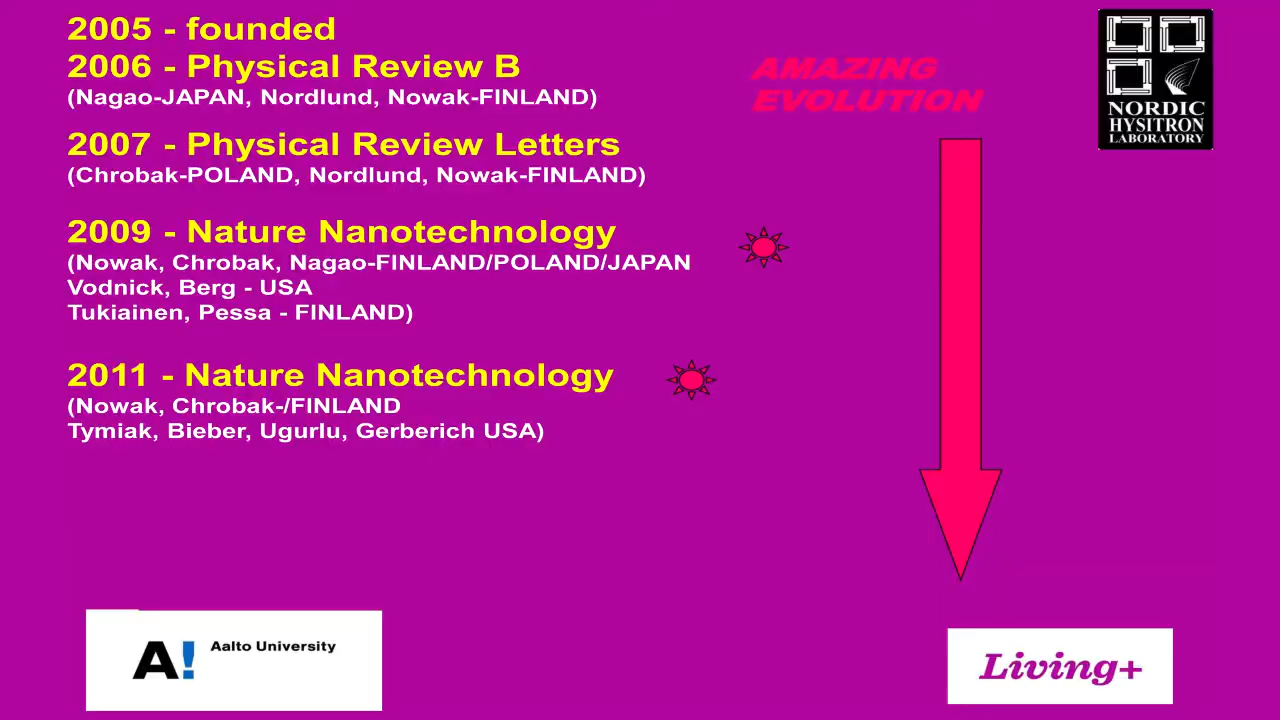 2005 - founded
2006 - Physical Review B
(Nagao-JAPAN, Nordlund, Nowak-FINLAND)
2007 - Physical Review Letters
(Chrobak-POLAND, Nordlund, Nowak-FINLAND)
2009 - Nature Nanotechnology
(Nowak, Chrobak, Nagao-FINLAND/POLAND/JAPAN
Vodnick, Berg - USA
Tukiainen, Pessa - FINLAND)
2011 - Nature Nanotechnology
(Nowak, Chrobak-/FINLAND
Tymiak, Bieber, Ugurlu, Gerberich USA)
AMAZING
EVOLUTION
NORDIC
HYSITRON
LABORATORY
A! Aalto University
Living+